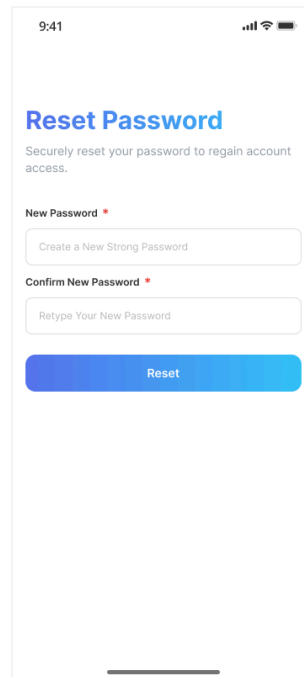 9:41
Reset Password
Securely reset your password to regain account
access.
New Password *
Create a New Strong Password
Confirm New Password *
Retype Your New Password
Reset